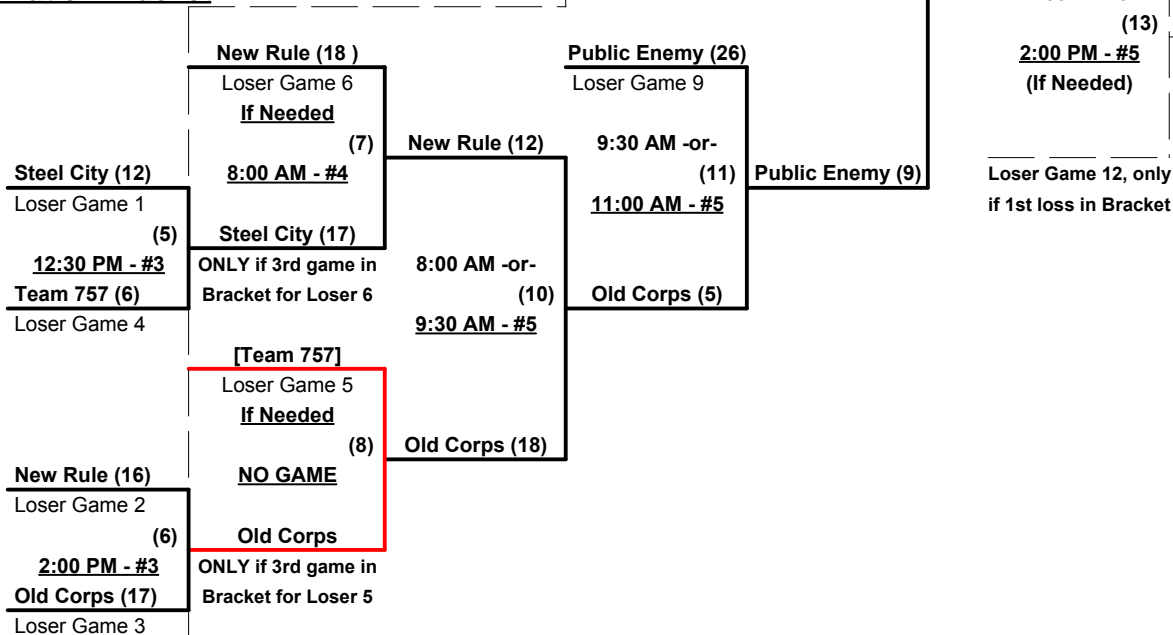 (13)
New Rule (18 )
Public Enemy (26)
2:00 PM - #5
Loser Game 6
Loser Game 9
(If Needed)
If Needed
(7)
New Rule (12)
9:30 AM -or-
Steel City (12)
8:00 AM - #4
(11)
Public Enemy (9)
Loser Game 12, only
Loser Game 1
11:00 AM - #5
if 1st loss in Bracket
(5)
Steel City (17)
12:30 PM - #3
ONLY if 3rd game in
8:00 AM -or-
Team 757 (6)
Bracket for Loser 6
(10)
Old Corps (5)
Loser Game 4
9:30 AM - #5
[Team 757]
Loser Game 5
If Needed
(8)
Old Corps (18)
New Rule (16)
NO GAME
Loser Game 2
(6)
Old Corps
2:00 PM - #3
ONLY if 3rd game in
Old Corps (17)
Bracket for Loser 5
Loser Game 3